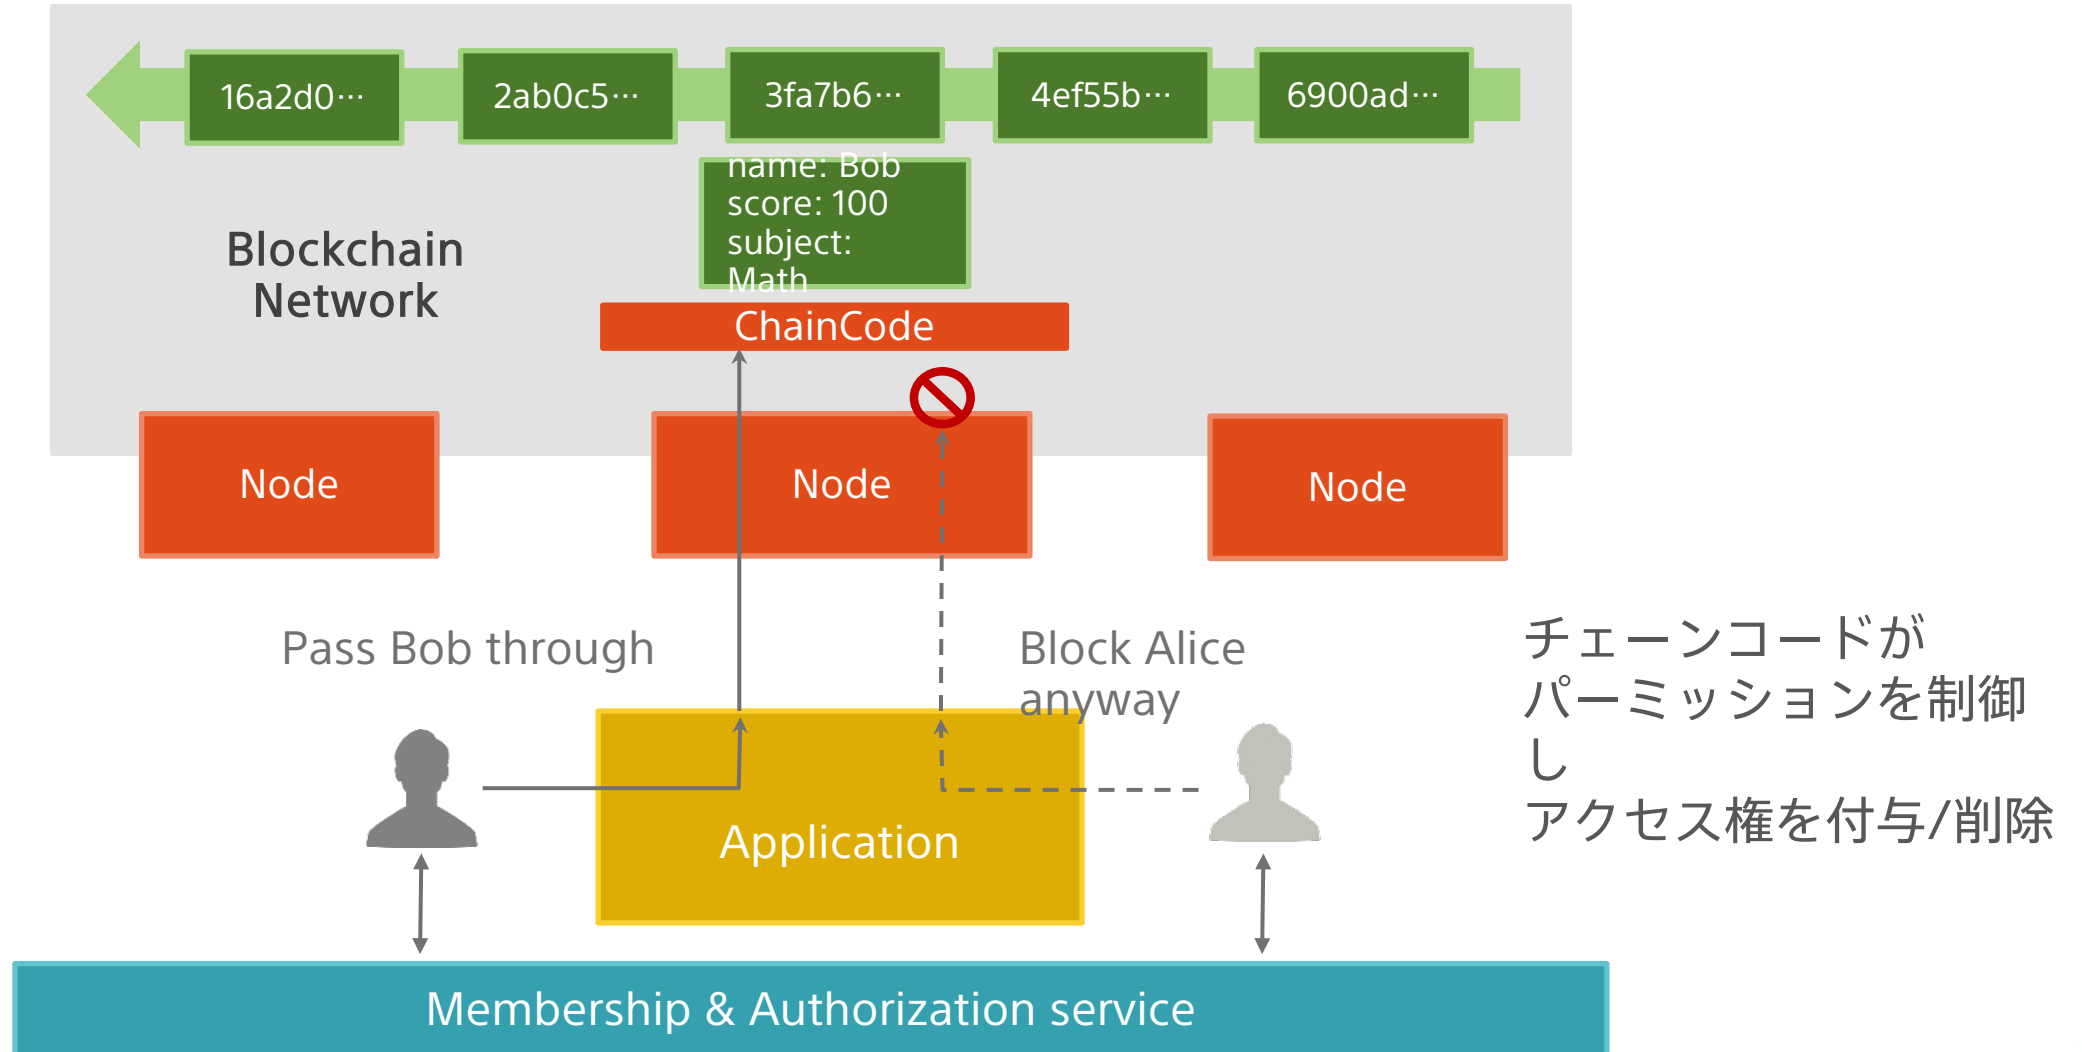 16a2d0…
2ab0c5…
3fa7b6…
4ef55b…
6900ad…
name: Bob
score: 100
subject:
Math
Blockchain
Network
ChainCode
Node
Node
Node
Pass Bob through
Block Alice
anyway
チェーンコードが
パーミッションを制御
し
アクセス権を付与/削除
Application
Membership & Authorization service